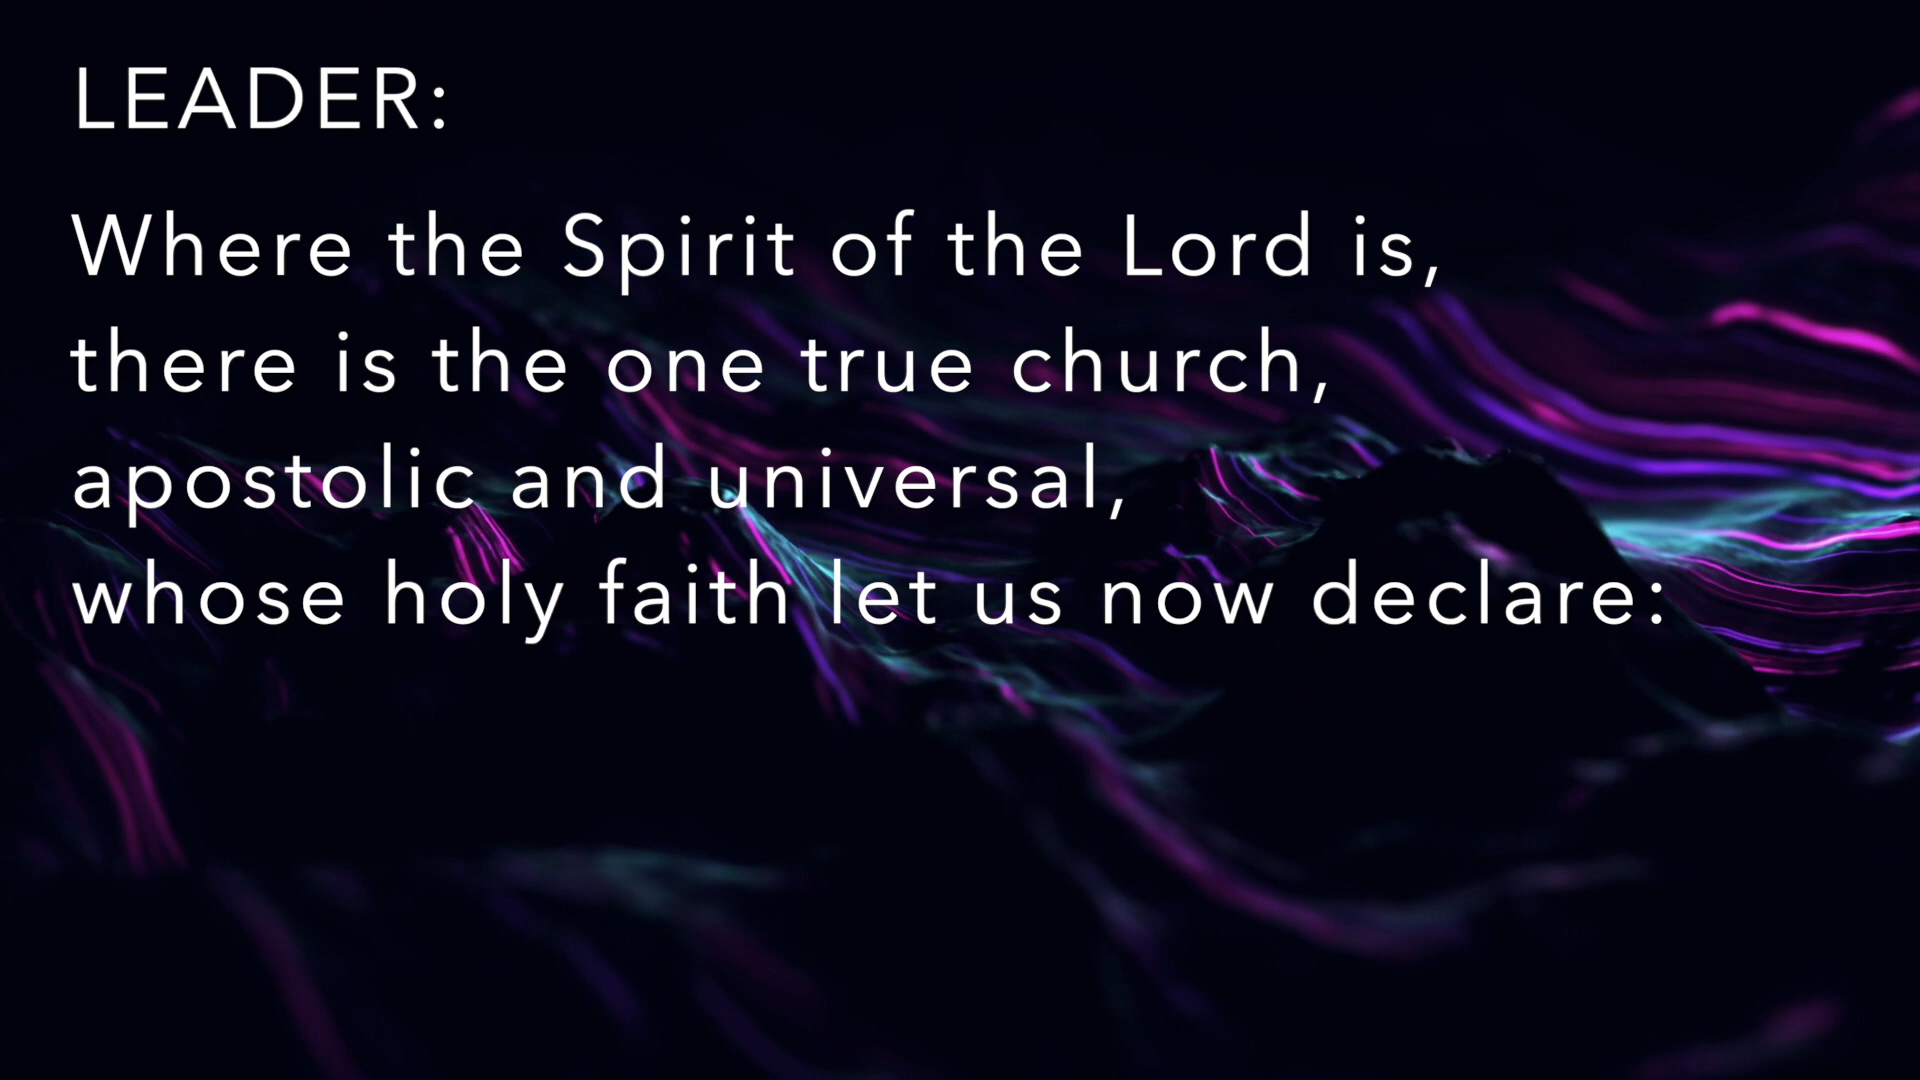 LEADER:
Where the Spirit of the Lord is,
there is the one true church,
apostolic and universal,
whose holy faith let us now declare: